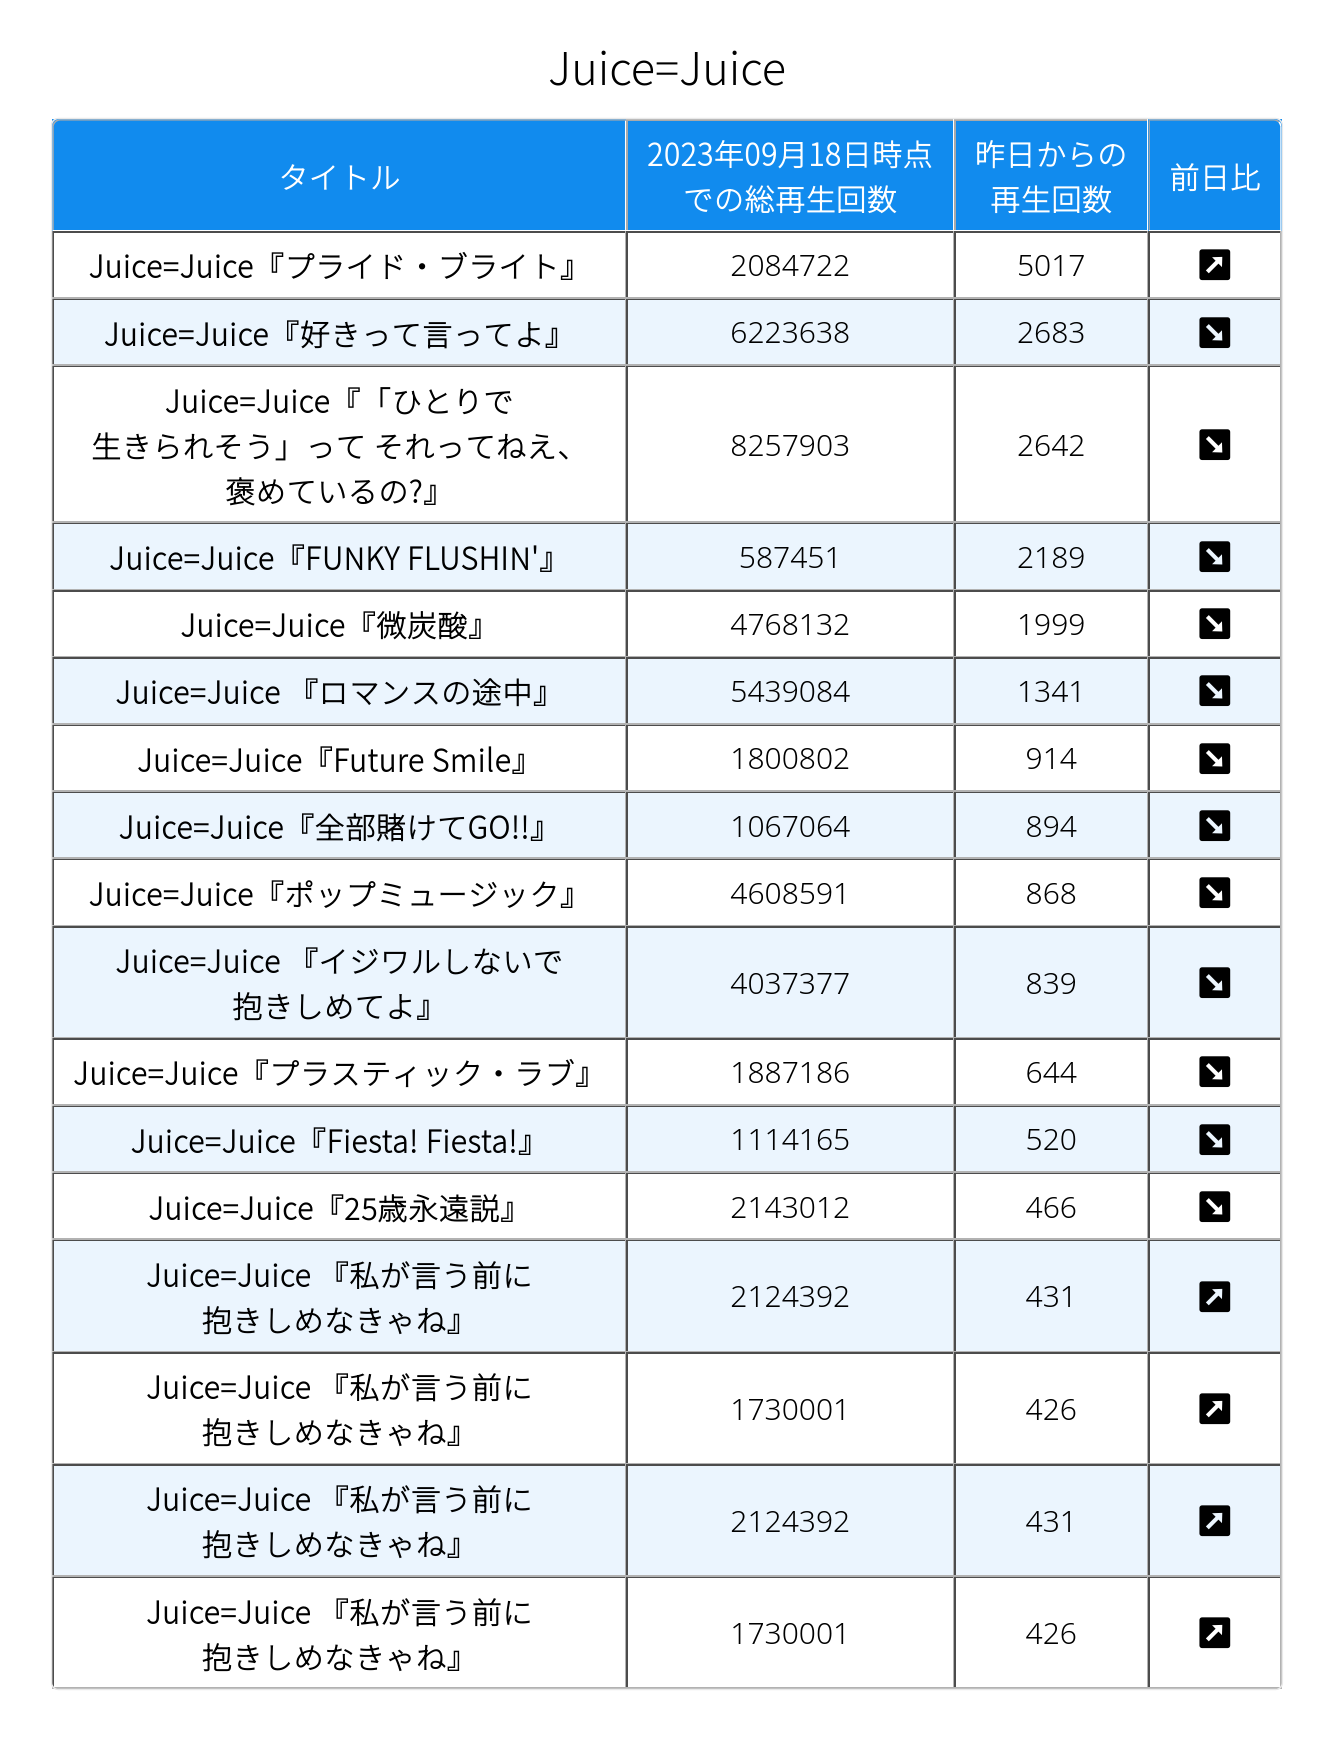 Juice=Juice
タイトル
2023年09月18日時点
での総再生回数
昨日からの
再生回数
前日比
Juice=Juice『プライド・ブライト』 2084722 5017 ↗
Juice=Juice『好きって言ってよ』 6223638 2683 ↘
Juice=Juice『「ひとりで
生きられそう」って それってねえ、
褒めているの?』
8257903 2642 ↘
Juice=Juice『FUNKY FLUSHIN'』 587451 2189 ↘
Juice=Juice『微炭酸』 4768132 1999 ↘
Juice=Juice 『ロマンスの途中』 5439084 1341 ↘
Juice=Juice『Future Smile』 1800802 914 ↘
Juice=Juice『全部賭けてGO!!』 1067064 894 ↘
Juice=Juice『ポップミュージック』 4608591 868 ↘
Juice=Juice 『イジワルしないで
抱きしめてよ』
4037377 839 ↘
Juice=Juice『プラスティック・ラブ』 1887186 644 ↘
Juice=Juice『Fiesta! Fiesta!』 1114165 520 ↘
Juice=Juice『25歳永遠説』 2143012 466 ↘
Juice=Juice 『私が言う前に
抱きしめなきゃね』
2124392 431 ↗
Juice=Juice 『私が言う前に
抱きしめなきゃね』
1730001 426 ↗
Juice=Juice 『私が言う前に
抱きしめなきゃね』
2124392 431 ↗
Juice=Juice 『私が言う前に
抱きしめなきゃね』
1730001 426 ↗